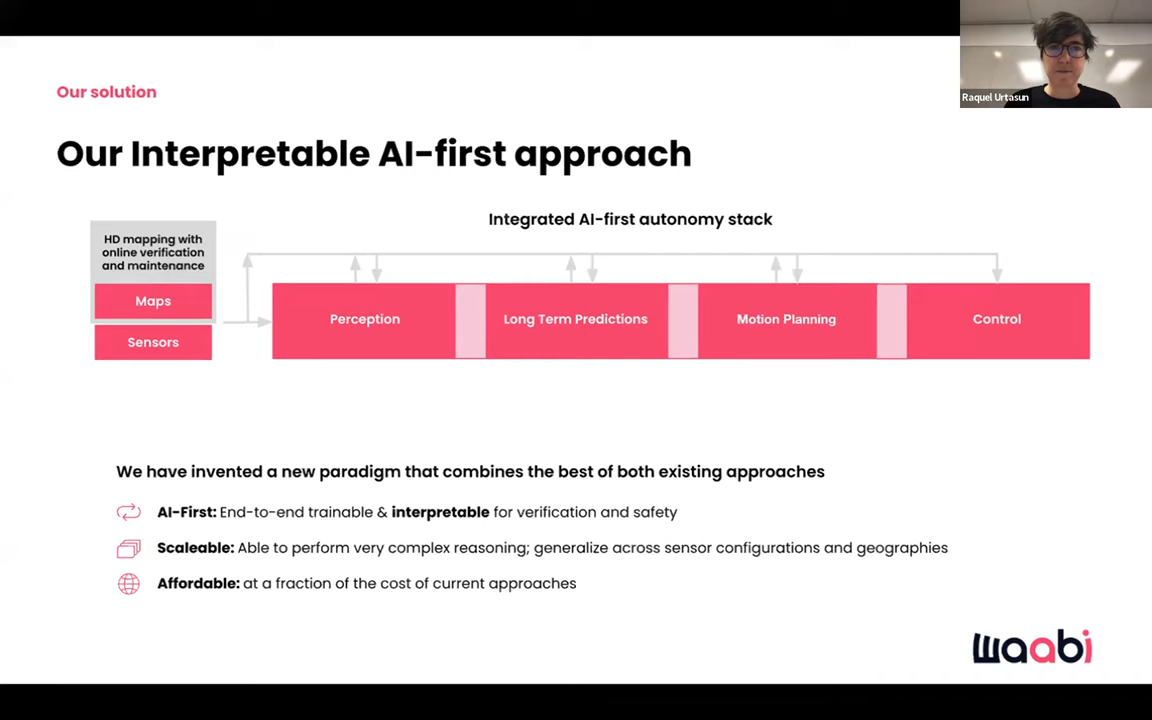 Our solution
Raquel Urtasun
Our Interpretable AI-first approach
Integrated AI-first autonomy stack
HD mapping with
online verification
and maintenance
Maps
Sensors
Perception
Long Term Predictions
Motion Planning
Control
We have invented a new paradigm that combines the best of both existing approaches
AI-First: End-to-end trainable & interpretable for verification and safety
Scaleable: Able to perform very complex reasoning; generalize across sensor configurations and geographies
Affordable: at a fraction of the cost of current approaches
waabi